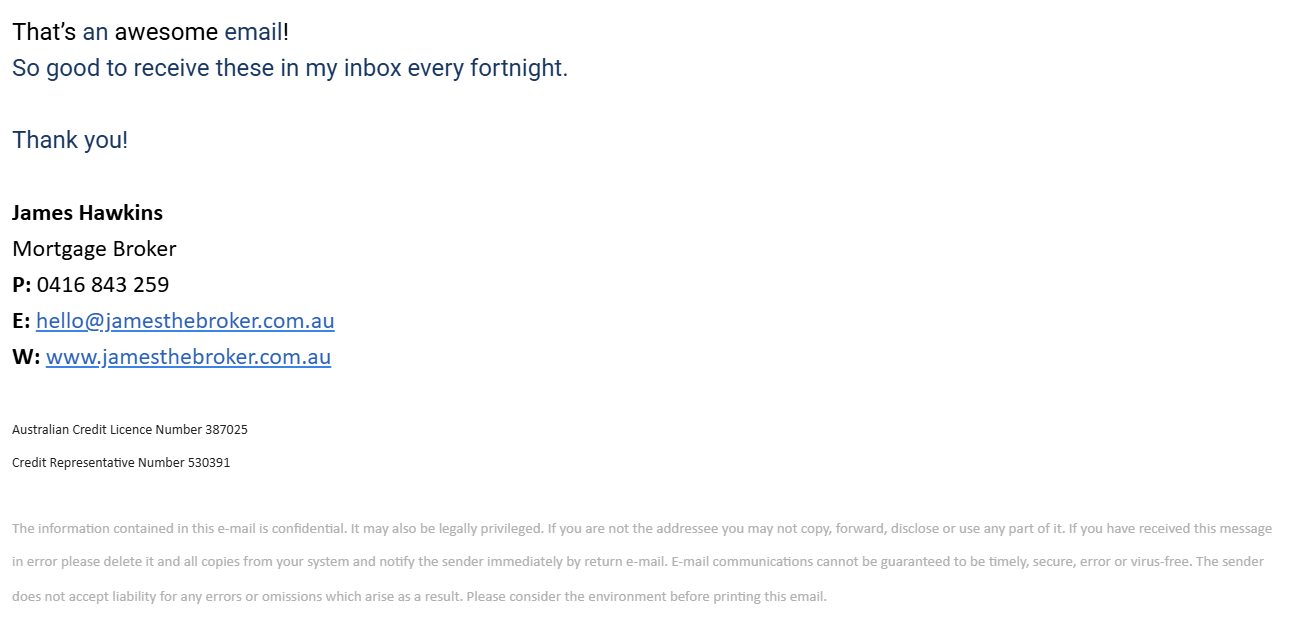 That’s an awesome email!
So good to receive these in my inbox every fortnight.
Thank you!
James Hawkins
Mortgage Broker
P: 0416 843 259
E: hello@jamesthebroker.com.au
W: www.jamesthebroker.com.au
Australian Credit Licence Number 387025
Credit Representative Number 530391
The information contained in this e-mail is confidential. It may also be legally privileged. If you are not the addressee you may not copy, forward, disclose or use any part of it. If you have received this message
in error please delete it and all copies from your system and notify the sender immediately by return e-mail. E-mail communications cannot be guaranteed to be timely, secure, error or virus-free. The sender
does not accept liability for any errors or omissions which arise as a result. Please consider the environment before printing this email.